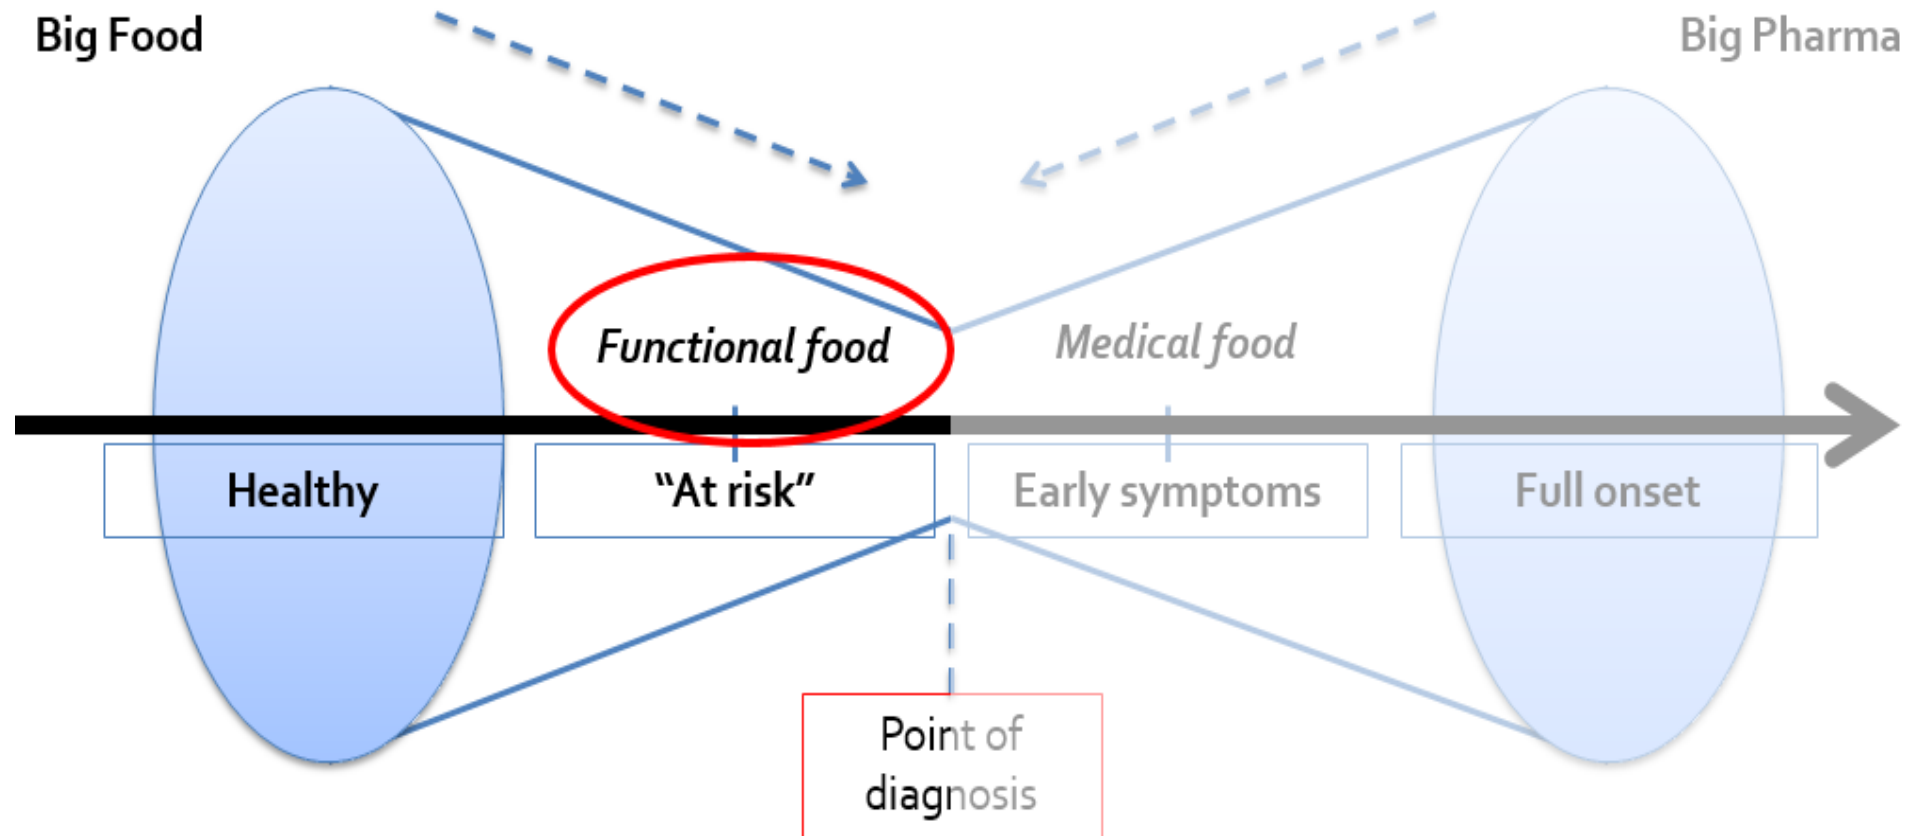 Big Food
Big Pharma
Functional food
Medical food
Healthy
“At risk”
Early symptoms
Full onset
Point of
diagnosis